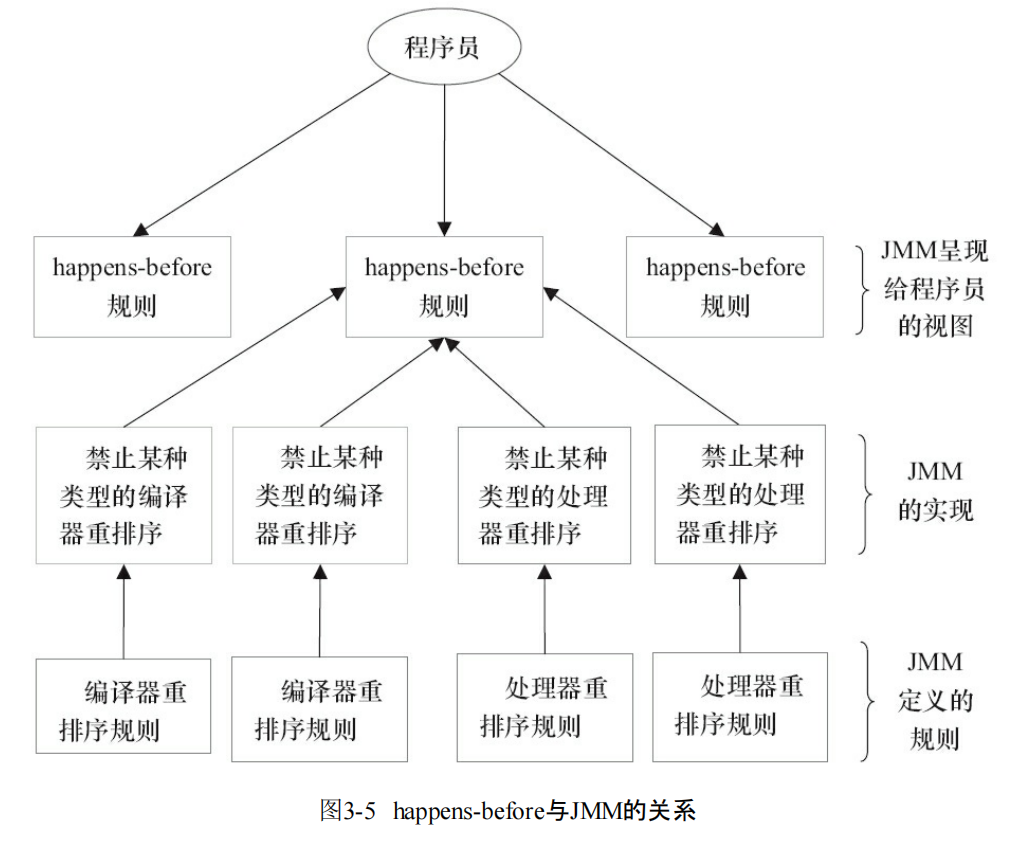 程序员
happens-before
规则
happens-before
规则
happens-before
规则
JMM呈现
给程序员
的视图
禁止某种
类型的编译
器重排序
禁止某种
类型的编译
器重排序
禁止某种
类型的处理
器重排序
禁止某种
类型的处理
器重排序
JMM
的实现
编译器重
排序规则
编译器重
排序规则
处理器重
排序规则
处理器重
排序规则
JMM
定义的
规则
图3-5 happens-before与JMM的关系